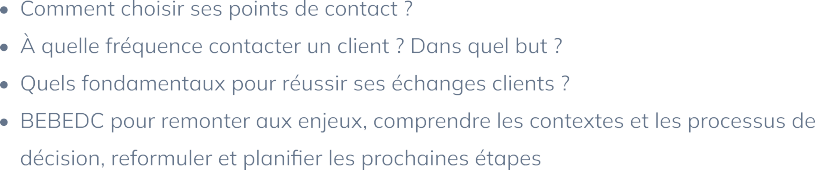 • Comment choisir ses points de contact ?
• À quelle fréquence contacter un client ? Dans quel but ?
• Quels fondamentaux pour réussir ses échanges clients ?
• BEBEDC pour remonter aux enjeux, comprendre les contextes et les processus de
décision, reformuler et planifier les prochaines étapes